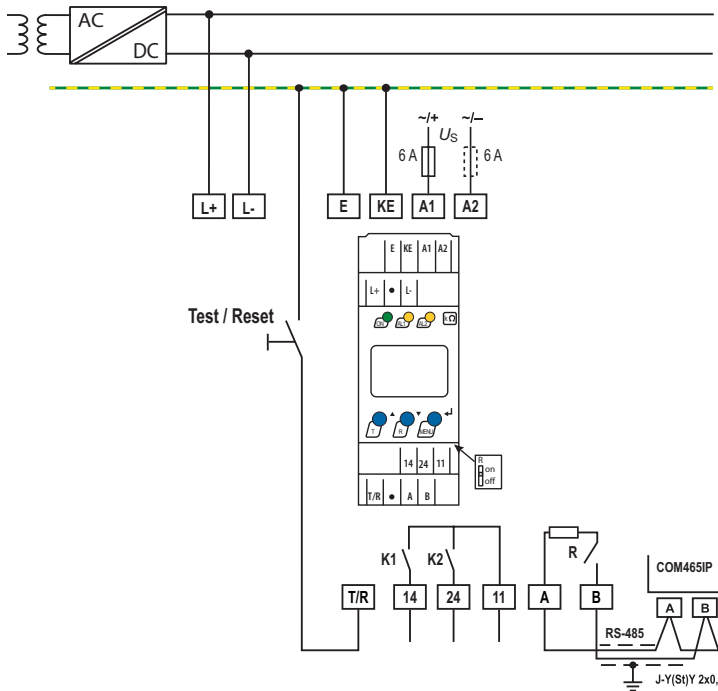 AC
DC
~/+
~/–
US
6 A
6 A
L+
L-
E
KE
A1
A2
E KE A1 A2
L+ • L-
ON AL1 AL2 kΩ
Test / Reset
T R MENU
14 24 11
R
on
off
T/R • A B
K1
K2
R
COM465IP
T/R
14
24
11
A
B
A
B
RS-485
J-Y(St)Y 2x0,